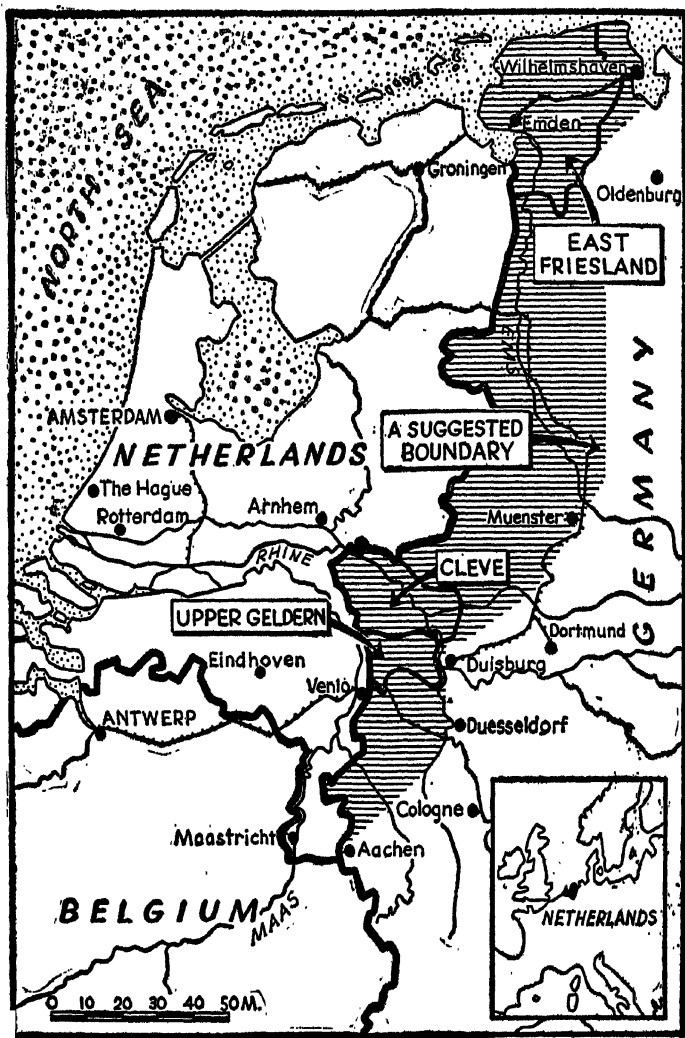 NORTH SEA
Wilhelmshaven
Emden
Groningen
Oldenburg
EAST
FRIESLAND
EMS
GERMANY
AMSTERDAM
NETHERLANDS
A SUGGESTED
BOUNDARY
The Hague
Rotterdam
Arnhem
Muenster
RHINE
CLEVE
UPPER GELDERN
Dortmund
Eindhoven
Duisburg
Venlo
ANTWERP
Duesseldorf
Cologne
Maastricht
Aachen
BELGIUM
MAAS
NETHERLANDS
0 10 20 30 40 50 M.